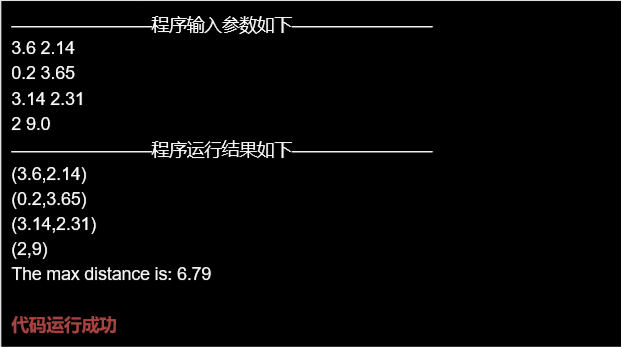 ———————程序输入参数如下———————
3.6 2.14
0.2 3.65
3.14 2.31
2 9.0
———————程序运行结果如下———————
(3.6,2.14)
(0.2,3.65)
(3.14,2.31)
(2,9)
The max distance is: 6.79
代码运行成功